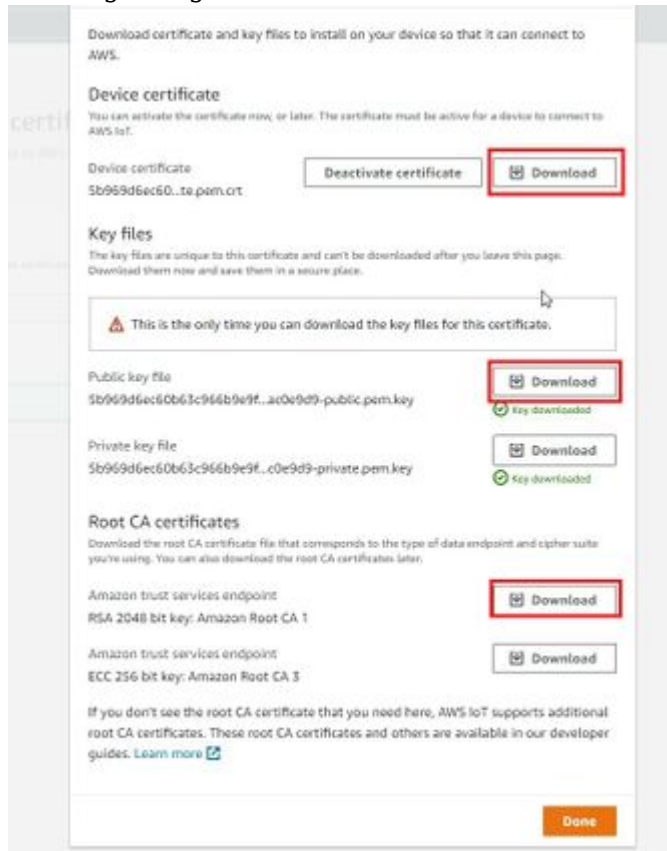 Download certificate and key files to install on your device so that it can connect to
AWS.
Device certificate
You can activate the certificate now, or later. The certificate must be active for a device to connect to
AWS IoT.
Device certificate
5b969d6ec60...te.pem.crt
Deactivate certificate
Download
Key files
The key files are unique to this certificate and can't be downloaded after you leave this page.
Download them now and save them in a secure place.
This is the only time you can download the key files for this certificate.
Public key file
5b969d6ec60b63c966b9e9f...ac0e9d9-public.pem.key
Download
Key downloaded
Private key file
5b969d6ec60b63c966b9e9f...c0e9d9-private.pem.key
Download
Key downloaded
Root CA certificates
Download the root CA certificate file that corresponds to the type of data endpoint and cipher suite
you're using. You can also download the root CA certificates later.
Amazon trust services endpoint
RSA 2048 bit key: Amazon Root CA 1
Download
Amazon trust services endpoint
ECC 256 bit key: Amazon Root CA 3
Download
If you don't see the root CA certificate that you need here, AWS IoT supports additional
root CA certificates. These root CA certificates and others are available in our developer
guides. Learn more
Done